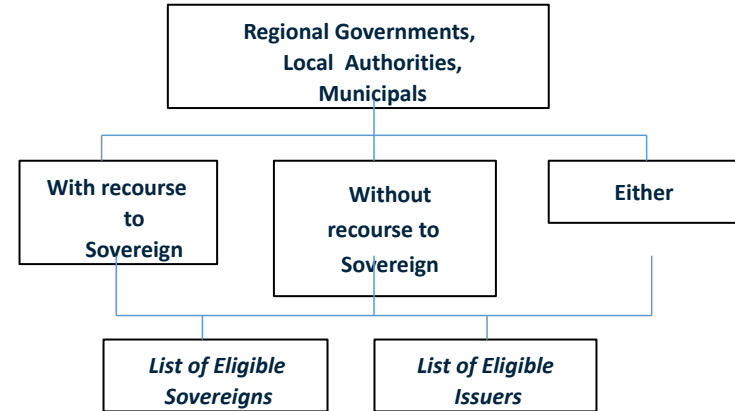 Regional Governments,
Local Authorities,
Municipals
With recourse
to
Sovereign
Without
recourse to
Sovereign
Either
List of Eligible
Sovereigns
List of Eligible
Issuers